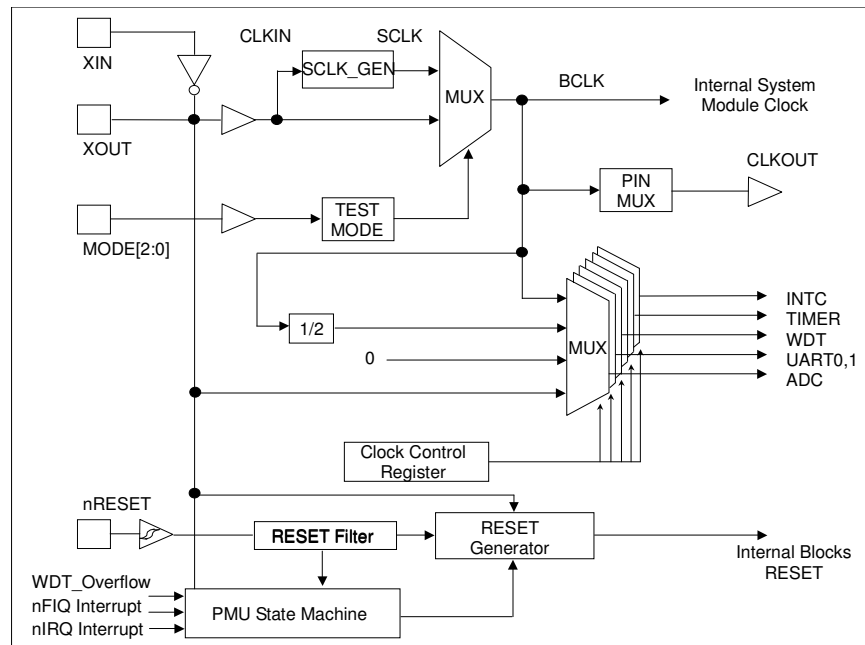 XIN
CLKIN
SCLK
SCLK_GEN
MUX
BCLK
Internal System
Module Clock
XOUT
CLKOUT
PIN
MUX
TEST
MODE
MODE[2:0]
1/2
0
MUX
INTC
TIMER
WDT
UART0,1
ADC
Clock Control
Register
nRESET
RESET Filter
RESET
Generator
Internal Blocks
RESET
WDT_Overflow
nFIQ Interrupt
nIRQ Interrupt
PMU State Machine